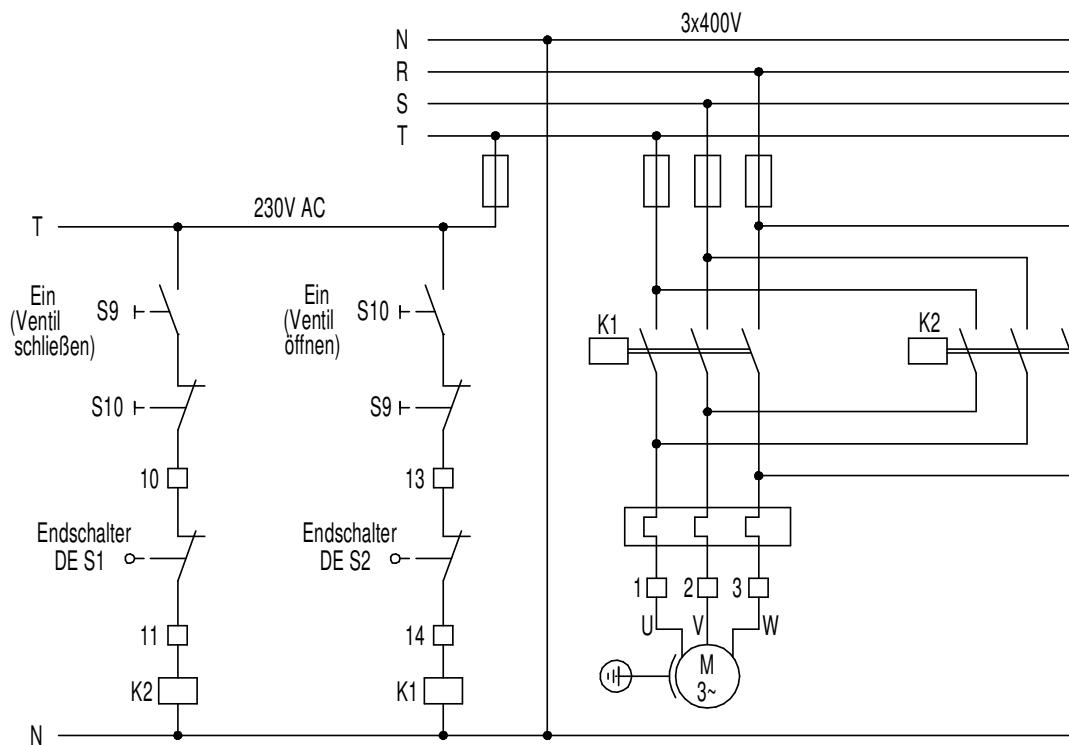 3x400V
N
R
S
T
230V AC
T
Ein
(Ventil
schließen)
S9
Ein
(Ventil
öffnen)
S10
K1
K2
S10
S9
10
13
Endschalter
DE S1
Endschalter
DE S2
1
2
3
U
V
W
11
14
M
3~
K2
K1
N